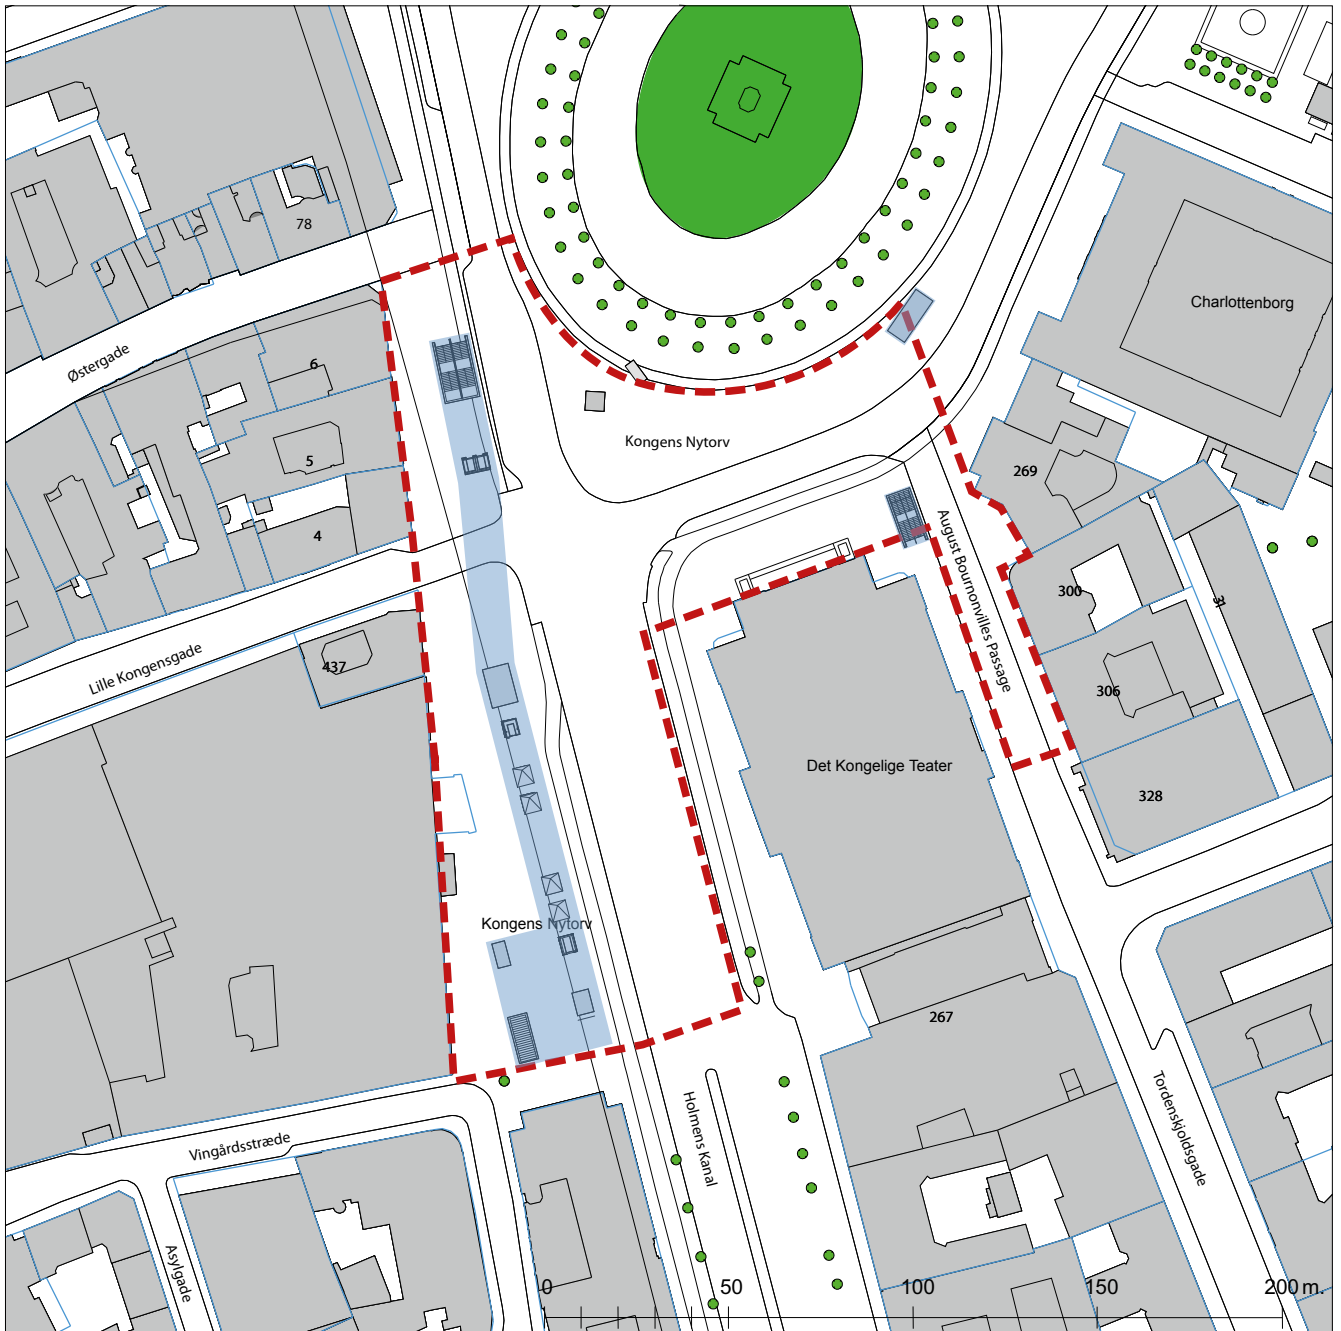 78
Charlottenborg
Østergade
6
Kongens Nytorv
5
269
4
August Bournonvilles Passage
300
31
Lille Kongensgade
437
306
Det Kongelige Teater
328
Kongens Nytorv
267
Holmens Kanal
Tordenskjoldsgade
Vingårdsstræde
Asylgade
0 50 100 150 200 m.